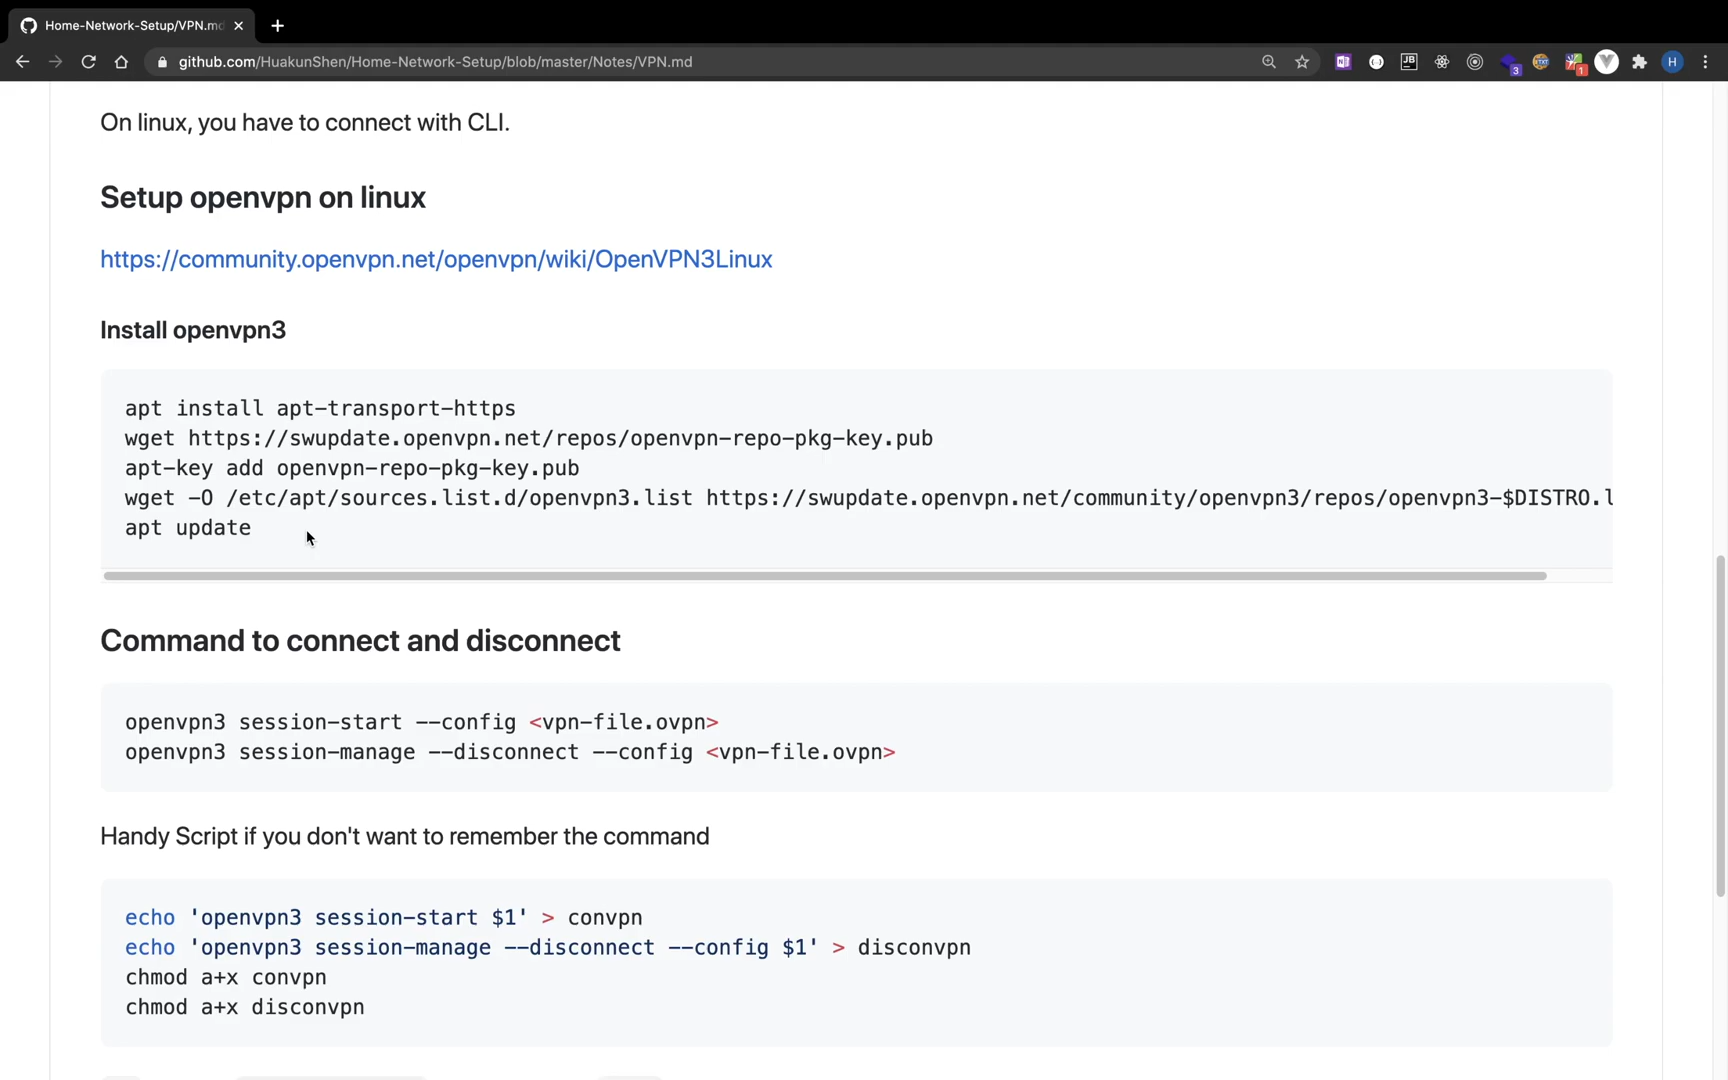 Home-Network-Setup/VPN.md
github.com/HuakunShen/Home-Network-Setup/blob/master/Notes/VPN.md
JB
3
1
H
On linux, you have to connect with CLI.
Setup openvpn on linux
https://community.openvpn.net/openvpn/wiki/OpenVPN3Linux
Install openvpn3
apt install apt-transport-https
wget https://swupdate.openvpn.net/repos/openvpn-repo-pkg-key.pub
apt-key add openvpn-repo-pkg-key.pub
wget -O /etc/apt/sources.list.d/openvpn3.list https://swupdate.openvpn.net/community/openvpn3/repos/openvpn3-$DISTRO.l
apt update
Command to connect and disconnect
openvpn3 session-start --config <vpn-file.ovpn>
openvpn3 session-manage --disconnect --config <vpn-file.ovpn>
Handy Script if you don't want to remember the command
echo 'openvpn3 session-start $1' > convpn
echo 'openvpn3 session-manage --disconnect --config $1' > disconvpn
chmod a+x convpn
chmod a+x disconvpn